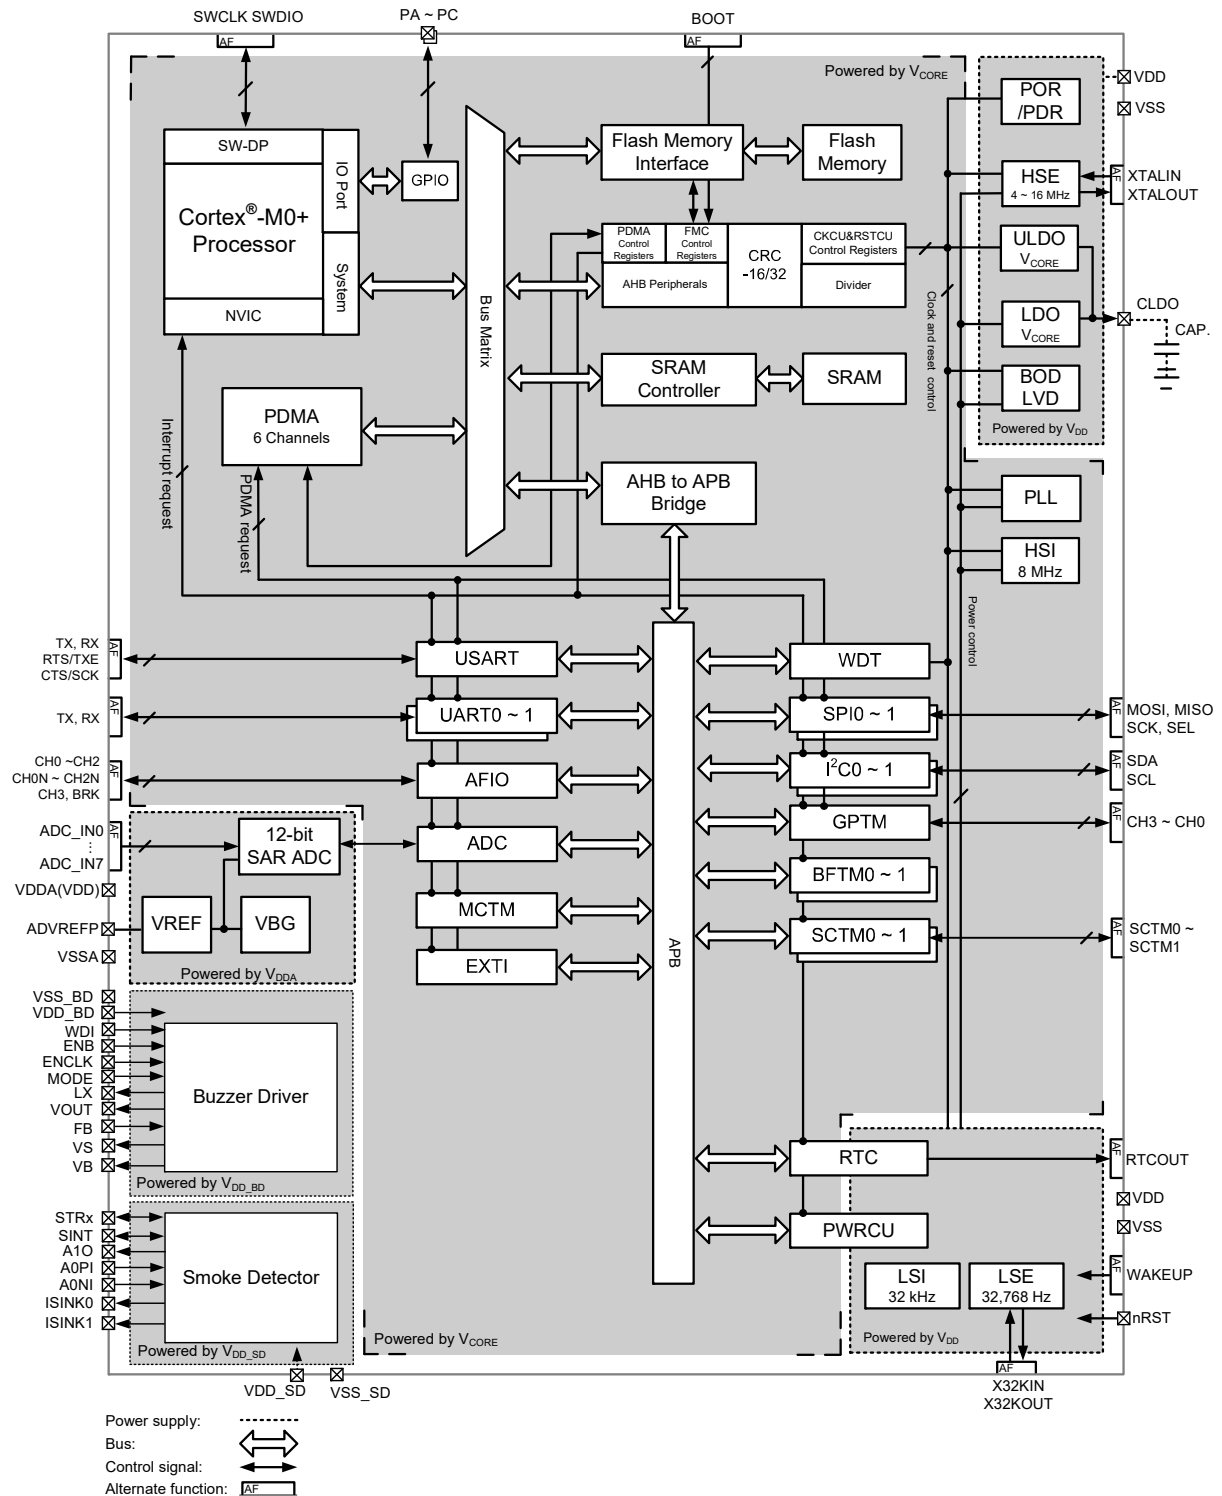 SWCLK SWDIO
AF
PA ~ PC
BOOT
AF
Powered by VCORE
VDD
VSS
POR
/PDR
HSE
4 ~ 16 MHz
AF
XTALIN
XTALOUT
ULDO
VCORE
LDO
VCORE
CLDO
CAP.
BOD
LVD
Powered by VDD
SW-DP
Cortex®-M0+
Processor
NVIC
IO Port
System
GPIO
Bus Matrix
Flash Memory
Interface
Flash
Memory
PDMA
Control
Registers
FMC
Control
Registers
AHB Peripherals
CRC
-16/32
CKCU&RSTCU
Control Registers
Divider
Clock and reset control
SRAM
Controller
SRAM
PDMA
6 Channels
Interrupt request
PDMA request
AHB to APB
Bridge
PLL
HSI
8 MHz
Power control
TX, RX
RTS/TXE
CTS/SCK
AF
USART
WDT
TX, RX
AF
UART0 ~ 1
SPI0 ~ 1
AF
MOSI, MISO
SCK, SEL
CH0 ~CH2
CH0N ~ CH2N
CH3, BRK
AF
AFIO
I2C0 ~ 1
AF
SDA
SCL
ADC_IN0
⋮
ADC_IN7
AF
12-bit
SAR ADC
ADC
GPTM
AF
CH3 ~ CH0
VDDA(VDD)
ADVREFP
VSSA
VREF
VBG
Powered by VDDA
MCTM
BFTM0 ~ 1
EXTI
SCTM0 ~ 1
AF
SCTM0 ~
SCTM1
APB
VSS_BD
VDD_BD
WDI
ENB
ENCLK
MODE
LX
VOUT
FB
VS
VB
Buzzer Driver
Powered by VDD_BD
RTC
AF
RTCOUT
VDD
VSS
PWRCU
STRx
SINT
A1O
A0PI
A0NI
ISINK0
ISINK1
Smoke Detector
Powered by VDD_SD
LSI
32 kHz
LSE
32,768 Hz
AF
WAKEUP
nRST
Powered by VCORE
Powered by VDD
VDD_SD
VSS_SD
AF
X32KIN
X32KOUT
Power supply:
Bus:
Control signal:
Alternate function:
AF